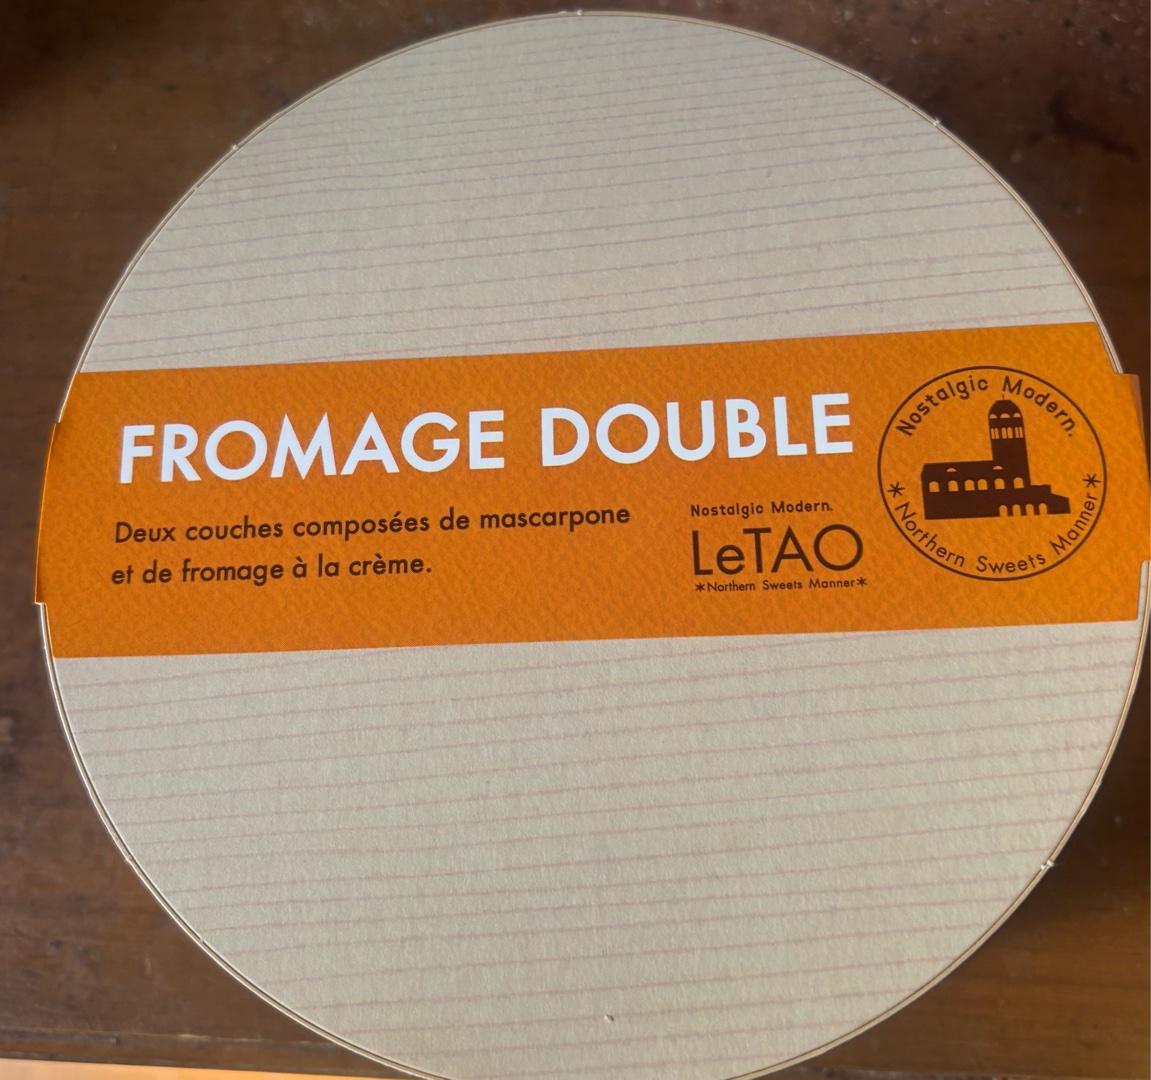 FROMAGE DOUBLE
Deux couches composées de mascarpone
et de fromage à la crème.
Nostalgic Modern.
LeTAO
*Northern Sweets Manner*
Nostalgic Modern.
*Northern Sweets Manner*